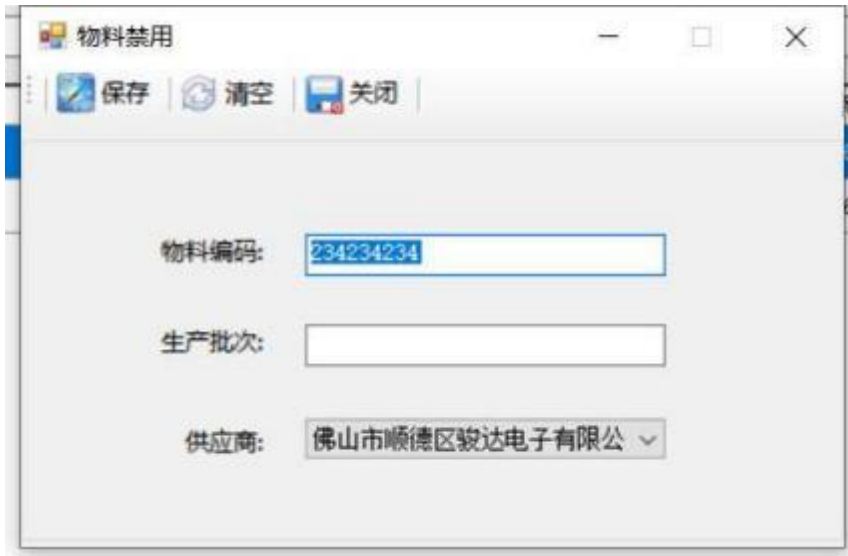 物料禁用
保存 清空 关闭
物料编码: 234234234
生产批次:
供应商: 佛山市顺德区骏达电子有限公